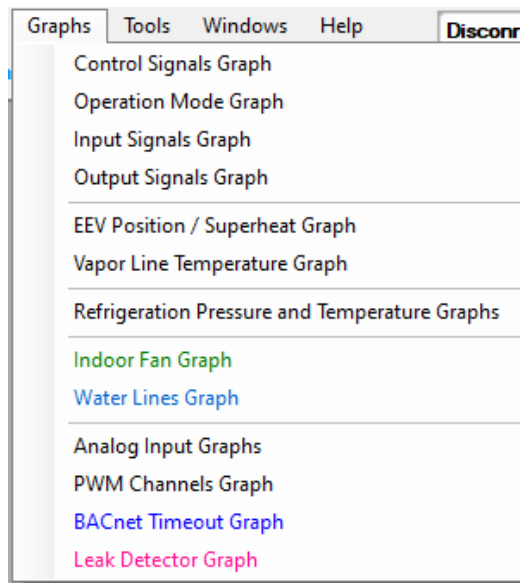 Graphs Tools Windows Help Disconr
Control Signals Graph
Operation Mode Graph
Input Signals Graph
Output Signals Graph
EEV Position / Superheat Graph
Vapor Line Temperature Graph
Refrigeration Pressure and Temperature Graphs
Indoor Fan Graph
Water Lines Graph
Analog Input Graphs
PWM Channels Graph
BACnet Timeout Graph
Leak Detector Graph